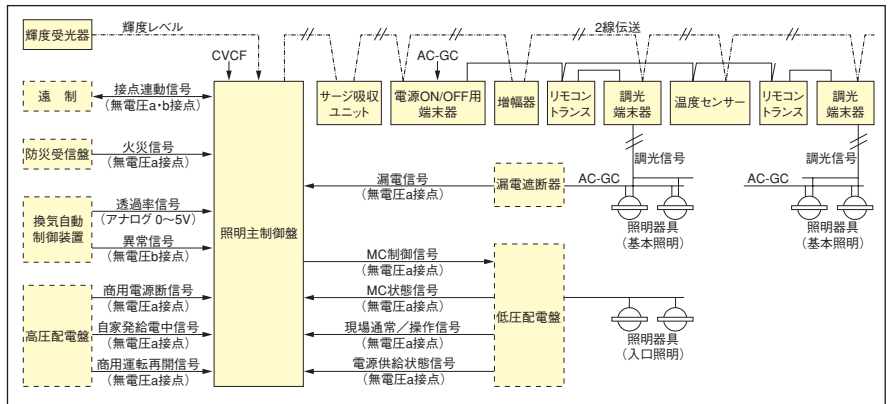 輝度受光器
輝度レベル
CVCF
AC-GC
2線伝送
遠 制
接点連動信号
(無電圧a・b接点)
防災受信盤
火災信号
(無電圧a接点)
換気自動
制御装置
透過率信号
(アナログ 0〜5V)
異常信号
(無電圧b接点)
高圧配電盤
商用電源断信号
(無電圧a接点)
自家発給電中信号
(無電圧a接点)
商用運転再開信号
(無電圧a接点)
照明主制御盤
サージ吸収
ユニット
電源ON/OFF用
端末器
増幅器
リモコン
トランス
調光
端末器
温度センサー
リモコン
トランス
調光
端末器
調光信号
調光信号
漏電信号
(無電圧a接点)
漏電遮断器
AC-GC
AC-GC
照明器具
(基本照明)
照明器具
(基本照明)
MC制御信号
(無電圧a接点)
MC状態信号
(無電圧a接点)
現場通常/操作信号
(無電圧a接点)
電源供給状態信号
(無電圧a接点)
低圧配電盤
照明器具
(入口照明)